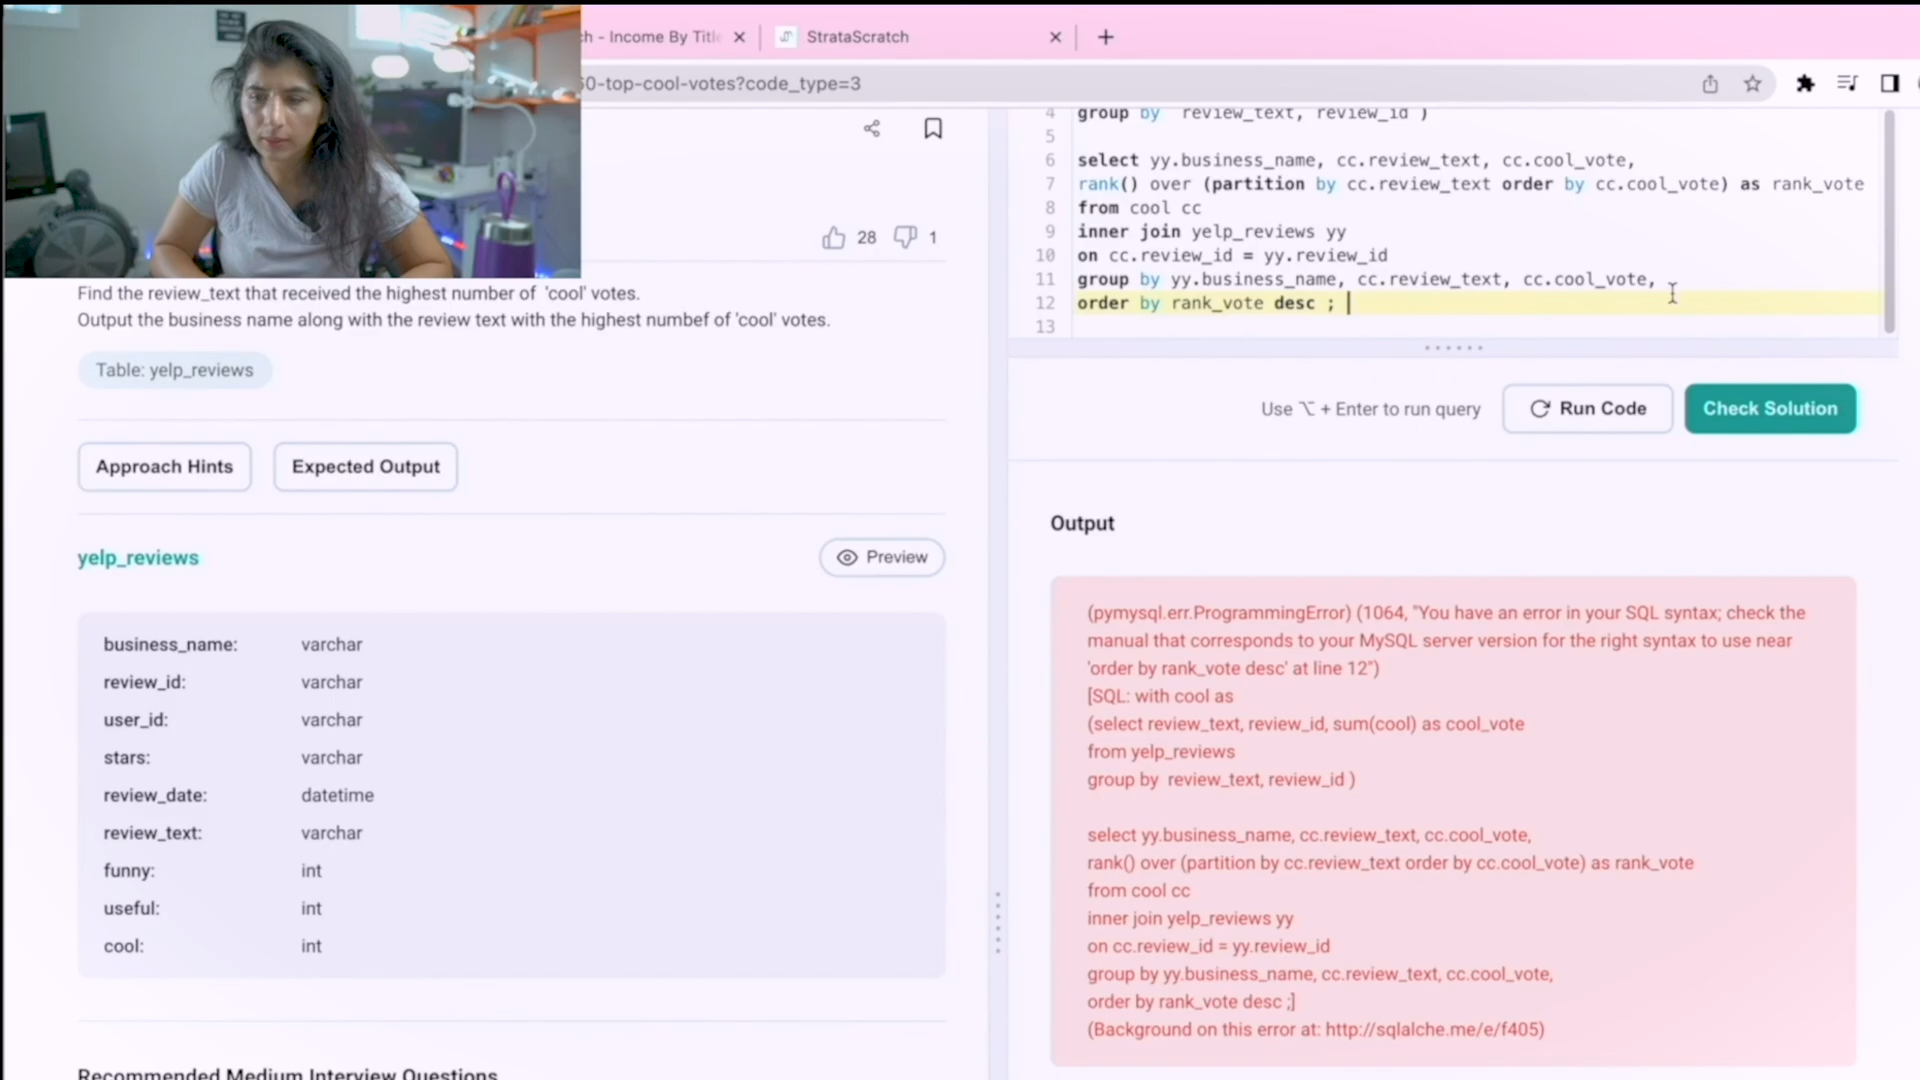 h - Income By Title
StrataScratch
60-top-cool-votes?code_type=3
28
1
Find the review_text that received the highest number of 'cool' votes.
Output the business name along with the review text with the highest numbef of 'cool' votes.
Table: yelp_reviews
Approach Hints
Expected Output
yelp_reviews
Preview
business_name: varchar
review_id: varchar
user_id: varchar
stars: varchar
review_date: datetime
review_text: varchar
funny: int
useful: int
cool: int
Recommended Medium Interview Questions
4 group by review_text, review_id )
5
6 select yy.business_name, cc.review_text, cc.cool_vote,
7 rank() over (partition by cc.review_text order by cc.cool_vote) as rank_vote
8 from cool cc
9 inner join yelp_reviews yy
10 on cc.review_id = yy.review_id
11 group by yy.business_name, cc.review_text, cc.cool_vote,
12 order by rank_vote desc ;
13
Use ⌥ + Enter to run query
Run Code
Check Solution
Output
(pymysql.err.ProgrammingError) (1064, "You have an error in your SQL syntax; check the
manual that corresponds to your MySQL server version for the right syntax to use near
'order by rank_vote desc' at line 12")
[SQL: with cool as
(select review_text, review_id, sum(cool) as cool_vote
from yelp_reviews
group by review_text, review_id )
select yy.business_name, cc.review_text, cc.cool_vote,
rank() over (partition by cc.review_text order by cc.cool_vote) as rank_vote
from cool cc
inner join yelp_reviews yy
on cc.review_id = yy.review_id
group by yy.business_name, cc.review_text, cc.cool_vote,
order by rank_vote desc ;]
(Background on this error at: http://sqlalche.me/e/f405)